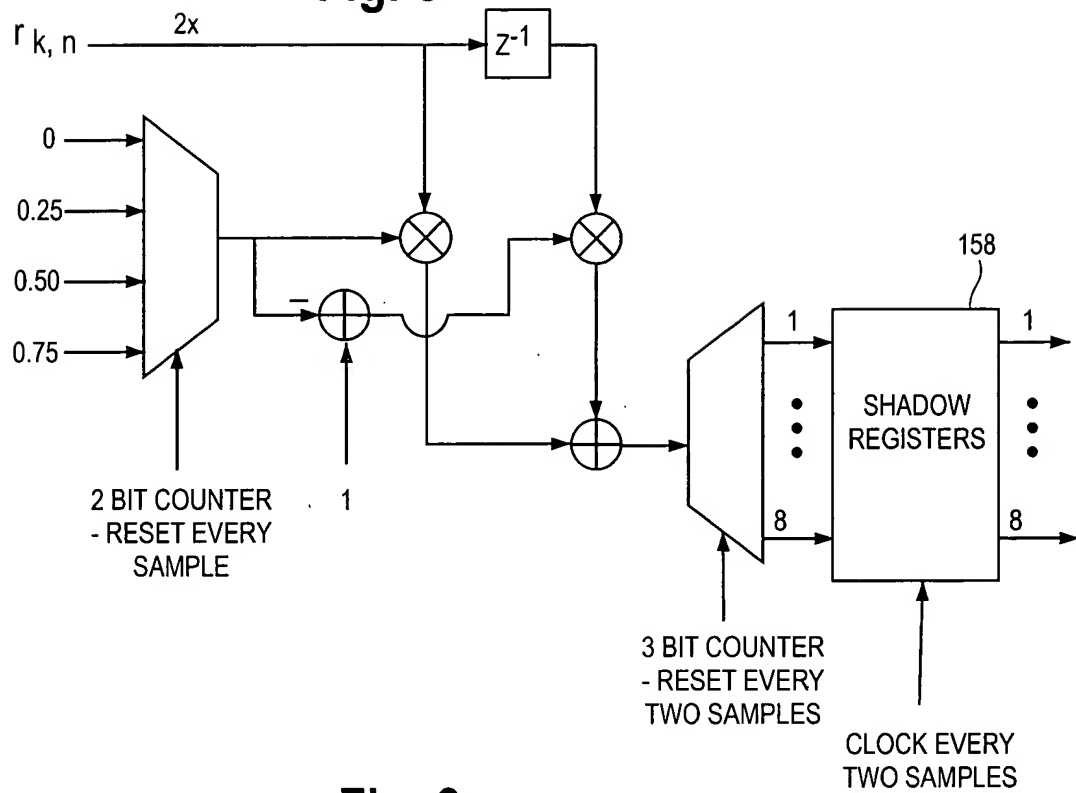 r k, n
2x
Z-1
0
0.25
0.50
0.75
2 BIT COUNTER
- RESET EVERY
SAMPLE
1
1
8
3 BIT COUNTER
- RESET EVERY
TWO SAMPLES
158
SHADOW
REGISTERS
1
8
CLOCK EVERY
TWO SAMPLES